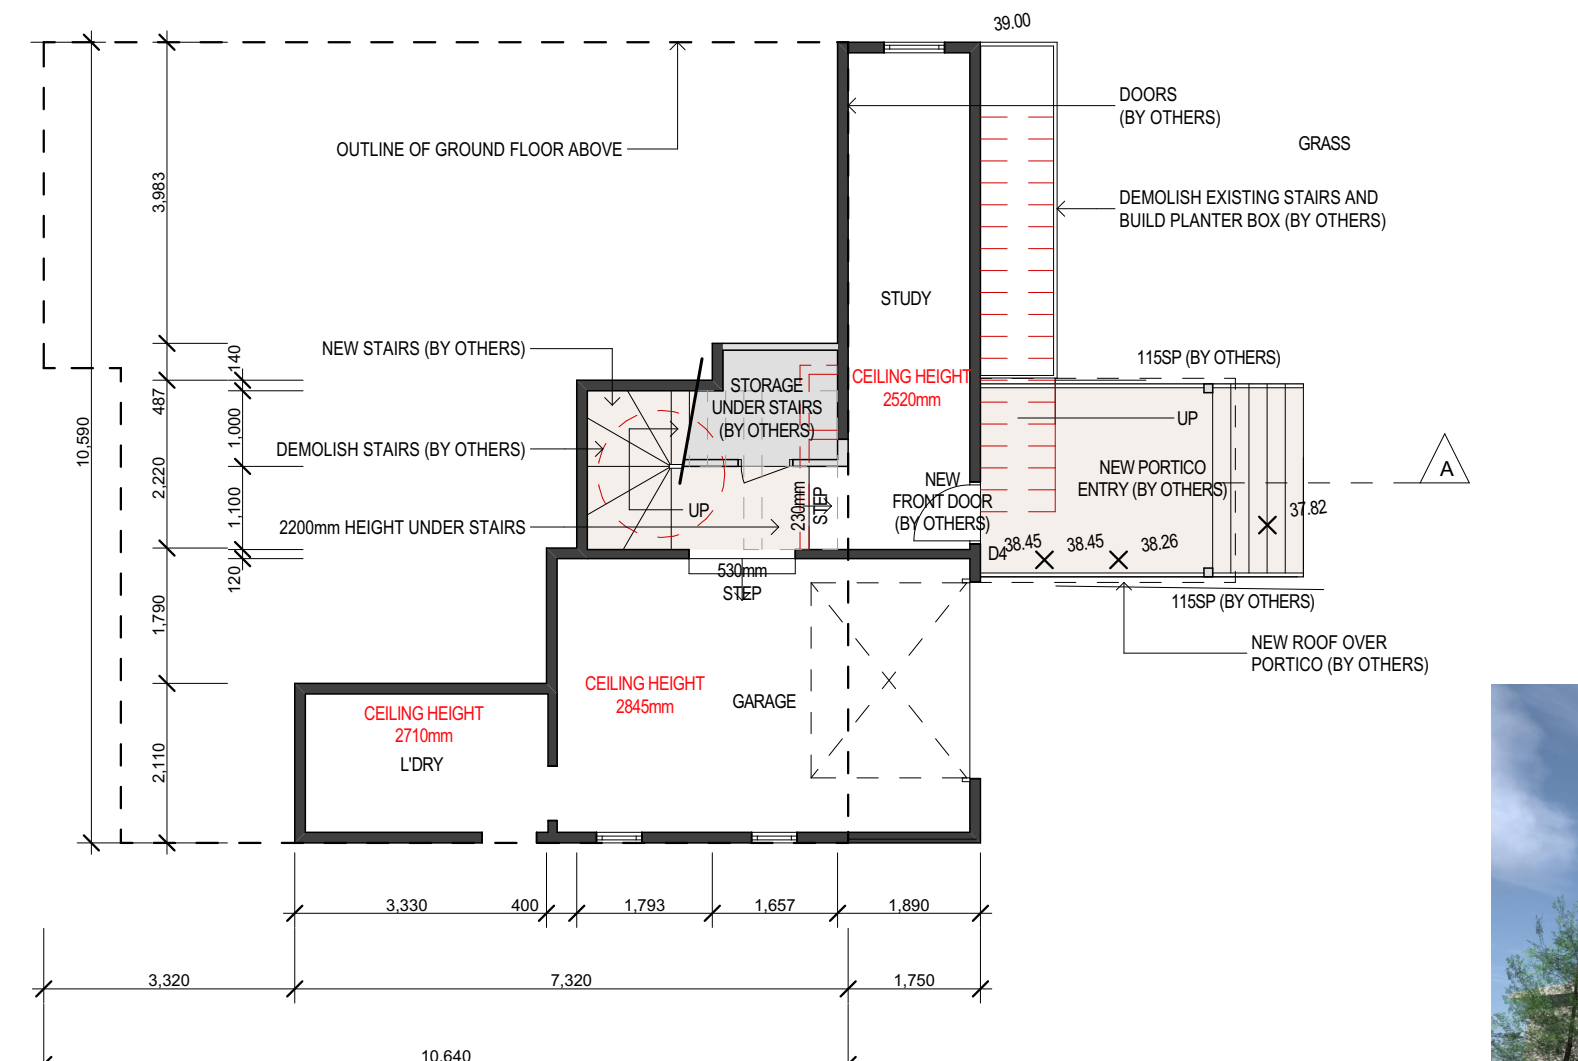 39.00
DOORS
(BY OTHERS)
GRASS
OUTLINE OF GROUND FLOOR ABOVE
3,983
DEMOLISH EXISTING STAIRS AND
BUILD PLANTER BOX (BY OTHERS)
STUDY
NEW STAIRS (BY OTHERS)
140
115SP (BY OTHERS)
CEILING HEIGHT
2520mm
STORAGE
UNDER STAIRS
(BY OTHERS)
487
1,000
UP
10,590
DEMOLISH STAIRS (BY OTHERS)
NEW PORTICO
ENTRY (BY OTHERS)
A
2,220
NEW
FRONT DOOR
(BY OTHERS)
1,100
UP
230mm
STEP
37.82
2200mm HEIGHT UNDER STAIRS
D4
38.45
38.45
38.26
120
530mm
STEP
1,790
115SP (BY OTHERS)
NEW ROOF OVER
PORTICO (BY OTHERS)
CEILING HEIGHT
2845mm
GARAGE
CEILING HEIGHT
2710mm
L'DRY
2,110
3,330
400
1,793
1,657
1,890
3,320
7,320
1,750
10,640